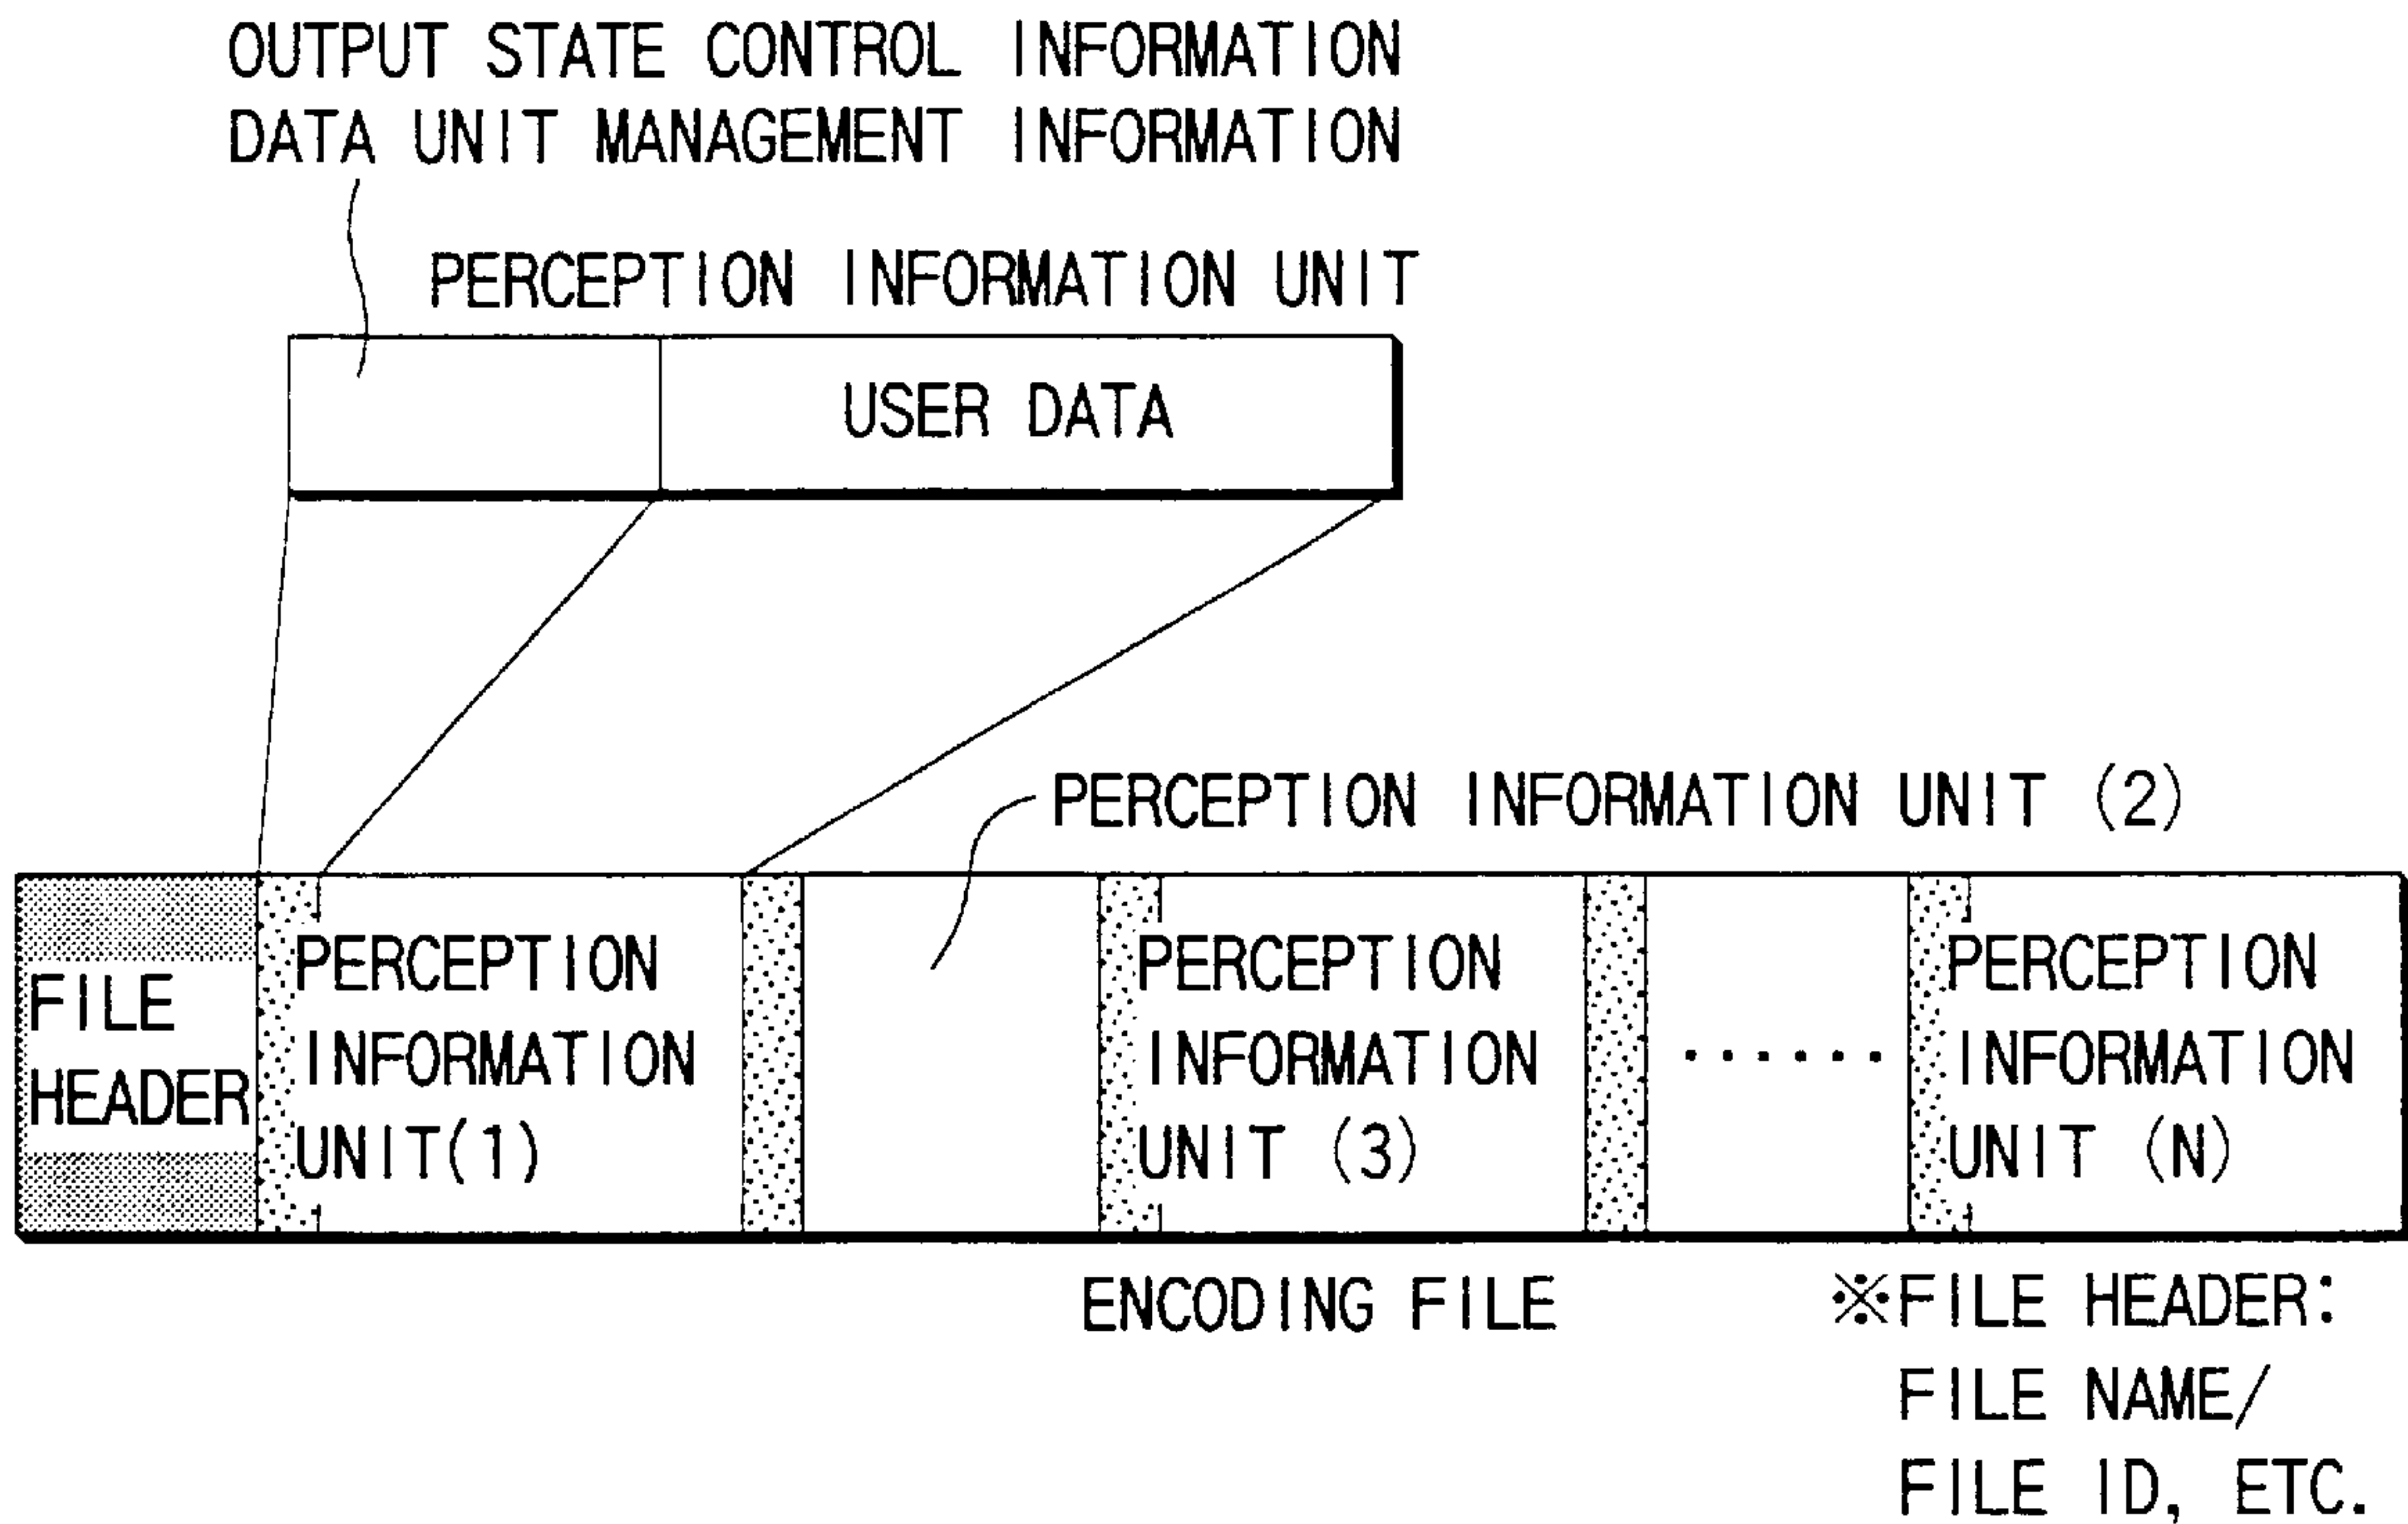 OUTPUT STATE CONTROL INFORMATION
DATA UNIT MANAGEMENT INFORMATION
PERCEPTION INFORMATION UNIT
USER DATA
PERCEPTION INFORMATION UNIT (2)
FILE
HEADER
PERCEPTION
INFORMATION
UNIT(1)
PERCEPTION
INFORMATION
UNIT (3)
······
PERCEPTION
INFORMATION
UNIT (N)
ENCODING FILE
※FILE HEADER:
FILE NAME/
FILE ID, ETC.